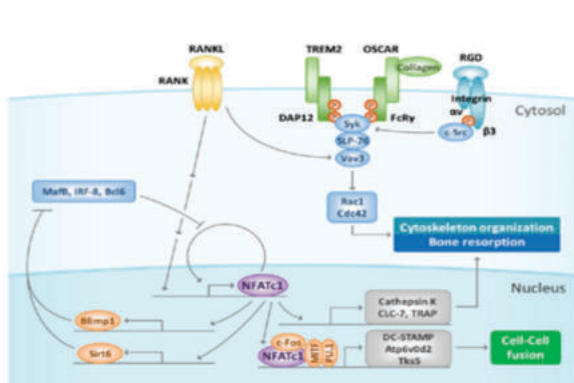 RANKL
RANK
TREM2 OSCAR
Collagen
RGD
Integrin
αv
β3
Cytosol
DAP12
FcRγ
P
P
P
P
P
Syk
SLP-76
Vav3
c-Src
MafB, IRF-8, Bcl6
Rac1
Cdc42
Cytoskeleton organization
Bone resorption
Nucleus
NFATc1
Cathepsin K
CLC-7, TRAP
Blimp1
Sirt6
c-Fos
NFATc1
MITF
PU.1
DC-STAMP
Atp6v0d2
Tks5
Cell-Cell
fusion